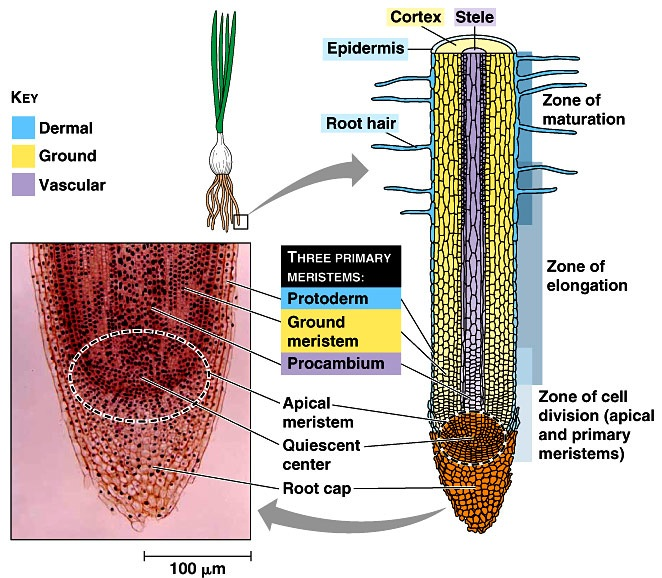 Cortex Stele
Epidmis
KEY
Dermal
Ground
Vascular
Root hair
Zone of
maturation
THREE PRIMARY
MERISTEMS:
Protoderm
Ground
meristem
Procambium
Zone of
elongation
Apical
meristem
Quiescent
center
Root cap
Zone of cell
division (apical
and primary
meristems)
100 μm